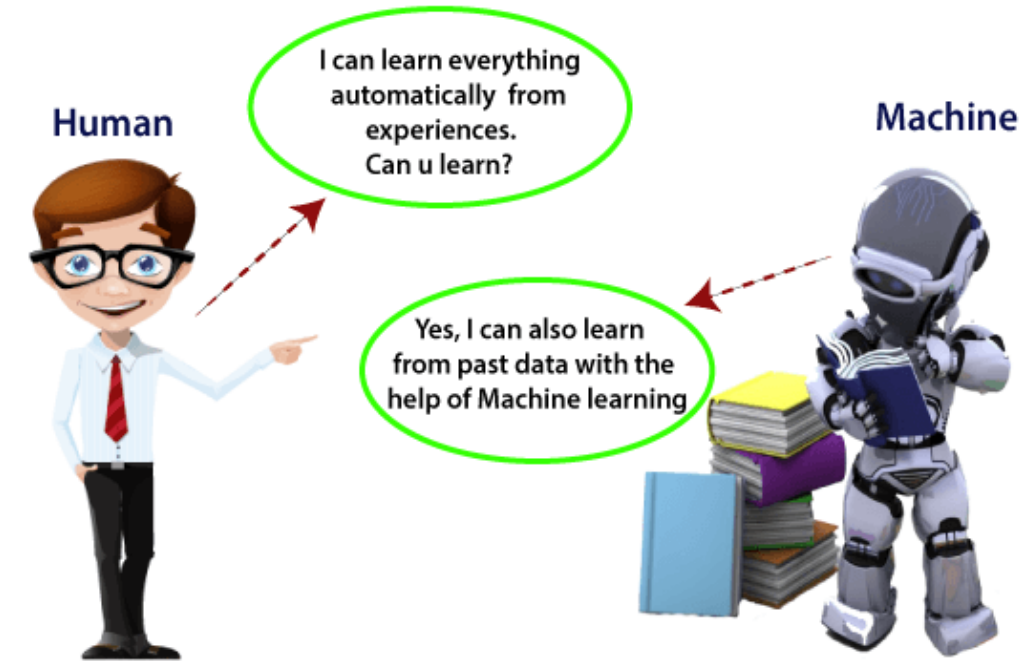 Human
I can learn everything
automatically from
experiences.
Can u learn?
Machine
Yes, I can also learn
from past data with the
help of Machine learning